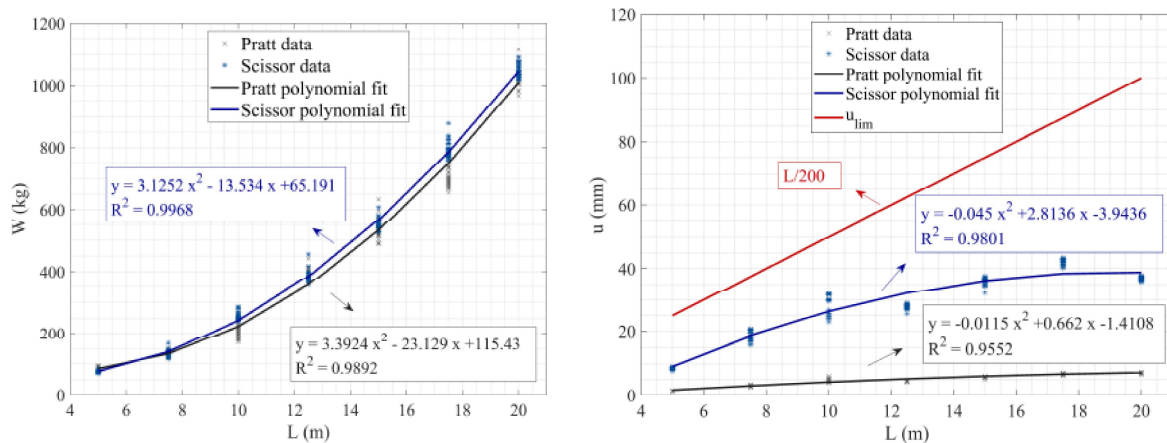 1200
1000
800
600
400
200
0
W (kg)
Pratt data
Scissor data
Pratt polynomial fit
Scissor polynomial fit
y = 3.1252 x² - 13.534 x +65.191
R² = 0.9968
y = 3.3924 x² - 23.129 x +115.43
R² = 0.9892
4 6 8 10 12 14 16 18 20
L (m)
120
100
80
60
40
20
0
u (mm)
Pratt data
Scissor data
Pratt polynomial fit
Scissor polynomial fit
u_lim
L/200
y = -0.045 x² +2.8136 x -3.9436
R² = 0.9801
y = -0.0115 x² +0.662 x -1.4108
R² = 0.9552
4 6 8 10 12 14 16 18 20
L (m)